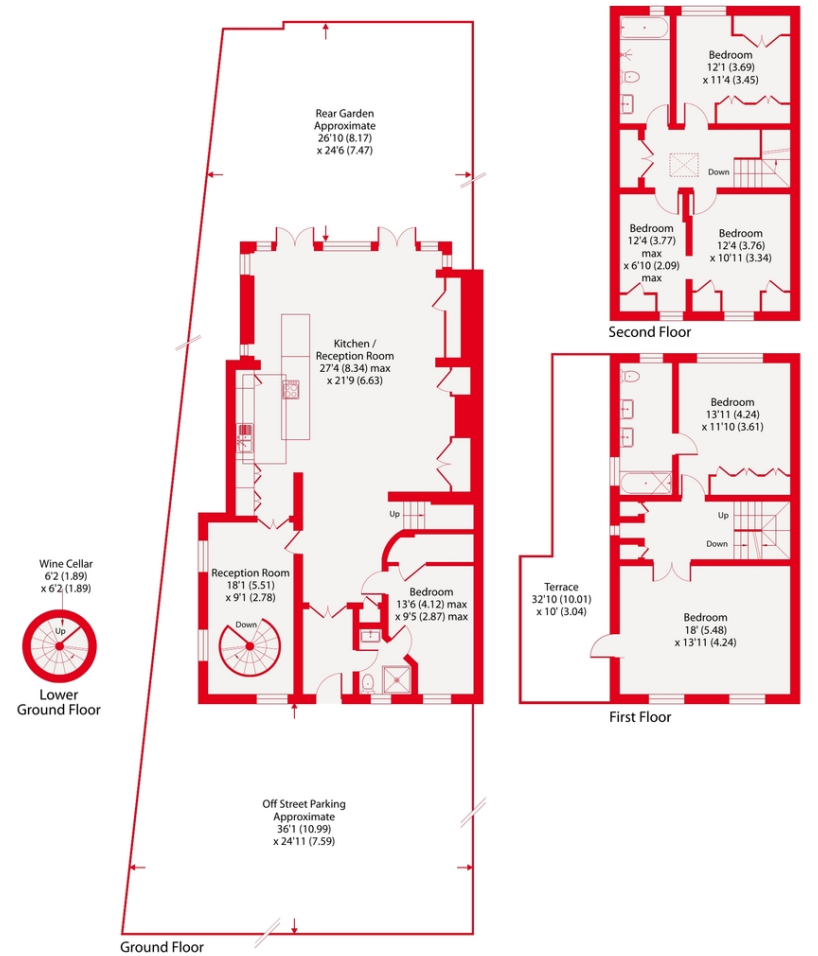 Rear Garden
Approximate
26'10 (8.17)
x 24'6 (7.47)
Kitchen /
Reception Room
27'4 (8.34) max
x 21'9 (6.63)
Up
Reception Room
18'1 (5.51)
x 9'1 (2.78)
Down
Bedroom
13'6 (4.12) max
x 9'5 (2.87) max
Wine Cellar
6'2 (1.89)
x 6'2 (1.89)
Up
Lower
Ground Floor
Off Street Parking
Approximate
36'1 (10.99)
x 24'11 (7.59)
Ground Floor
Bedroom
12'1 (3.69)
x 11'4 (3.45)
Down
Bedroom
12'4 (3.77)
max
x 6'10 (2.09)
max
Bedroom
12'4 (3.76)
x 10'11 (3.34)
Second Floor
Bedroom
13'11 (4.24)
x 11'10 (3.61)
Up
Down
Terrace
32'10 (10.01)
x 10' (3.04)
Bedroom
18' (5.48)
x 13'11 (4.24)
First Floor